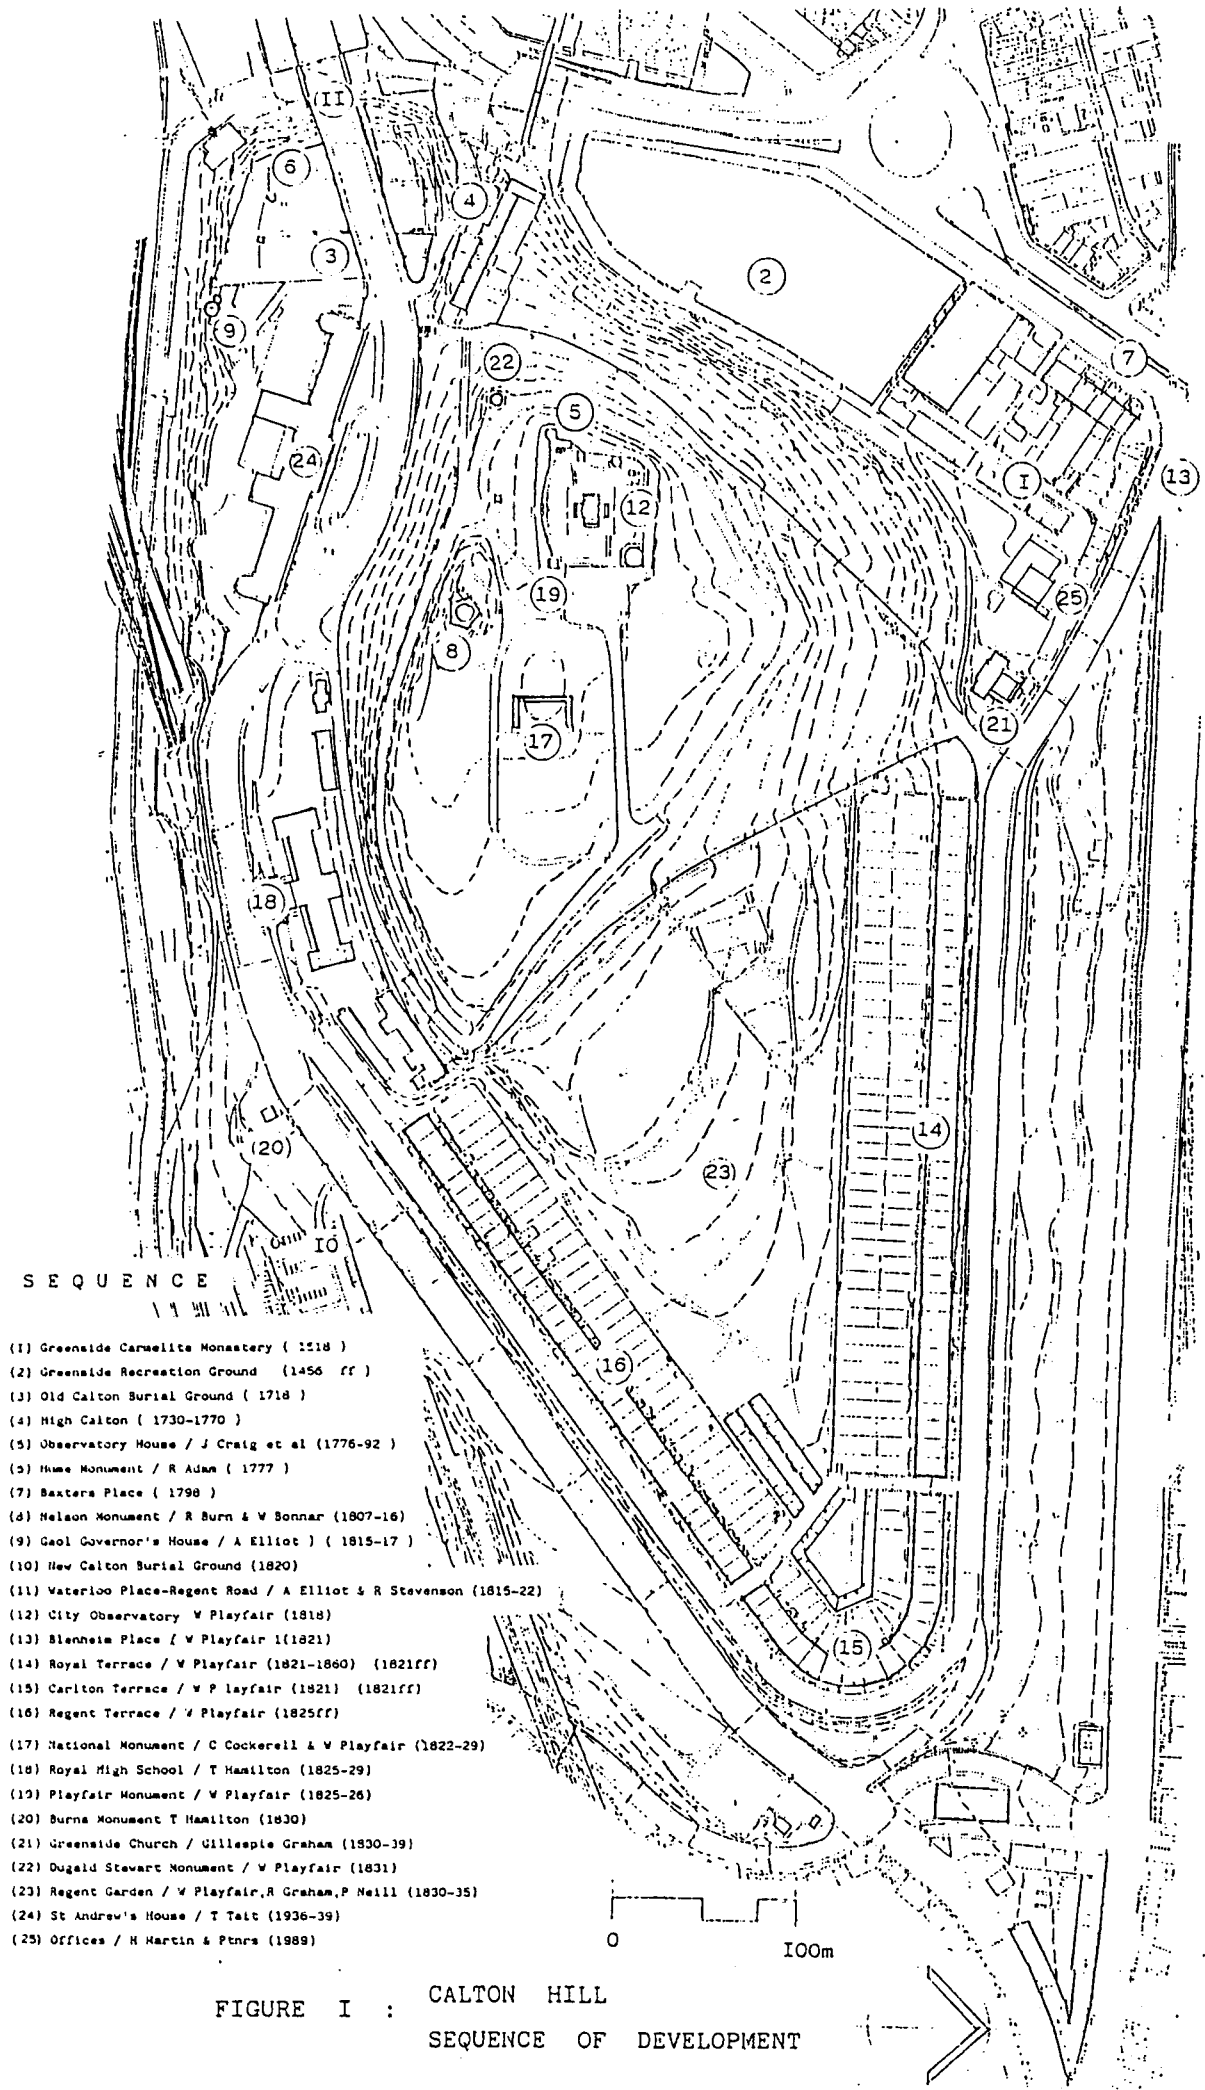 II
6
4
3
2
9
7
22
5
24
I
13
12
19
25
8
17
21
18
14
(20)
23
IO
16
15
SEQUENCE
(I) Greenside Carmelite Monastery ( 1518 )
(2) Greenside Recreation Ground (1456 ff )
(3) Old Calton Burial Ground ( 1718 )
(4) High Calton ( 1730-1770 )
(5) Observatory House / J Craig et al (1776-92 )
(5) Hume Monument / R Adam ( 1777 )
(7) Baxters Place ( 1798 )
(8) Nelson Monument / R Burn & W Bonnar (1807-16)
(9) Gaol Governor's House / A Elliot ) ( 1815-17 )
(10) New Calton Burial Ground (1820)
(11) Waterloo Place-Regent Road / A Elliot & R Stevenson (1815-22)
(12) City Observatory W Playfair (1818)
(13) Blenheim Place / W Playfair 1(1821)
(14) Royal Terrace / W Playfair (1821-1860) (1821ff)
(15) Carlton Terrace / W P layfair (1821) (1821ff)
(16) Regent Terrace / W Playfair (1825ff)
(17) National Monument / C Cockerell & W Playfair (1822-29)
(18) Royal High School / T Hamilton (1825-29)
(19) Playfair Monument / W Playfair (1825-26)
(20) Burns Monument T Hamilton (1830)
(21) Greenside Church / Gillespie Graham (1830-39)
(22) Dugald Stewart Monument / W Playfair (1831)
(23) Regent Garden / W Playfair,R Graham,P Neill (1830-35)
(24) St Andrew's House / T Tait (1936-39)
(25) Offices / H Martin & Ptnrs (1989)
0 IOOm
FIGURE I : CALTON HILL
SEQUENCE OF DEVELOPMENT